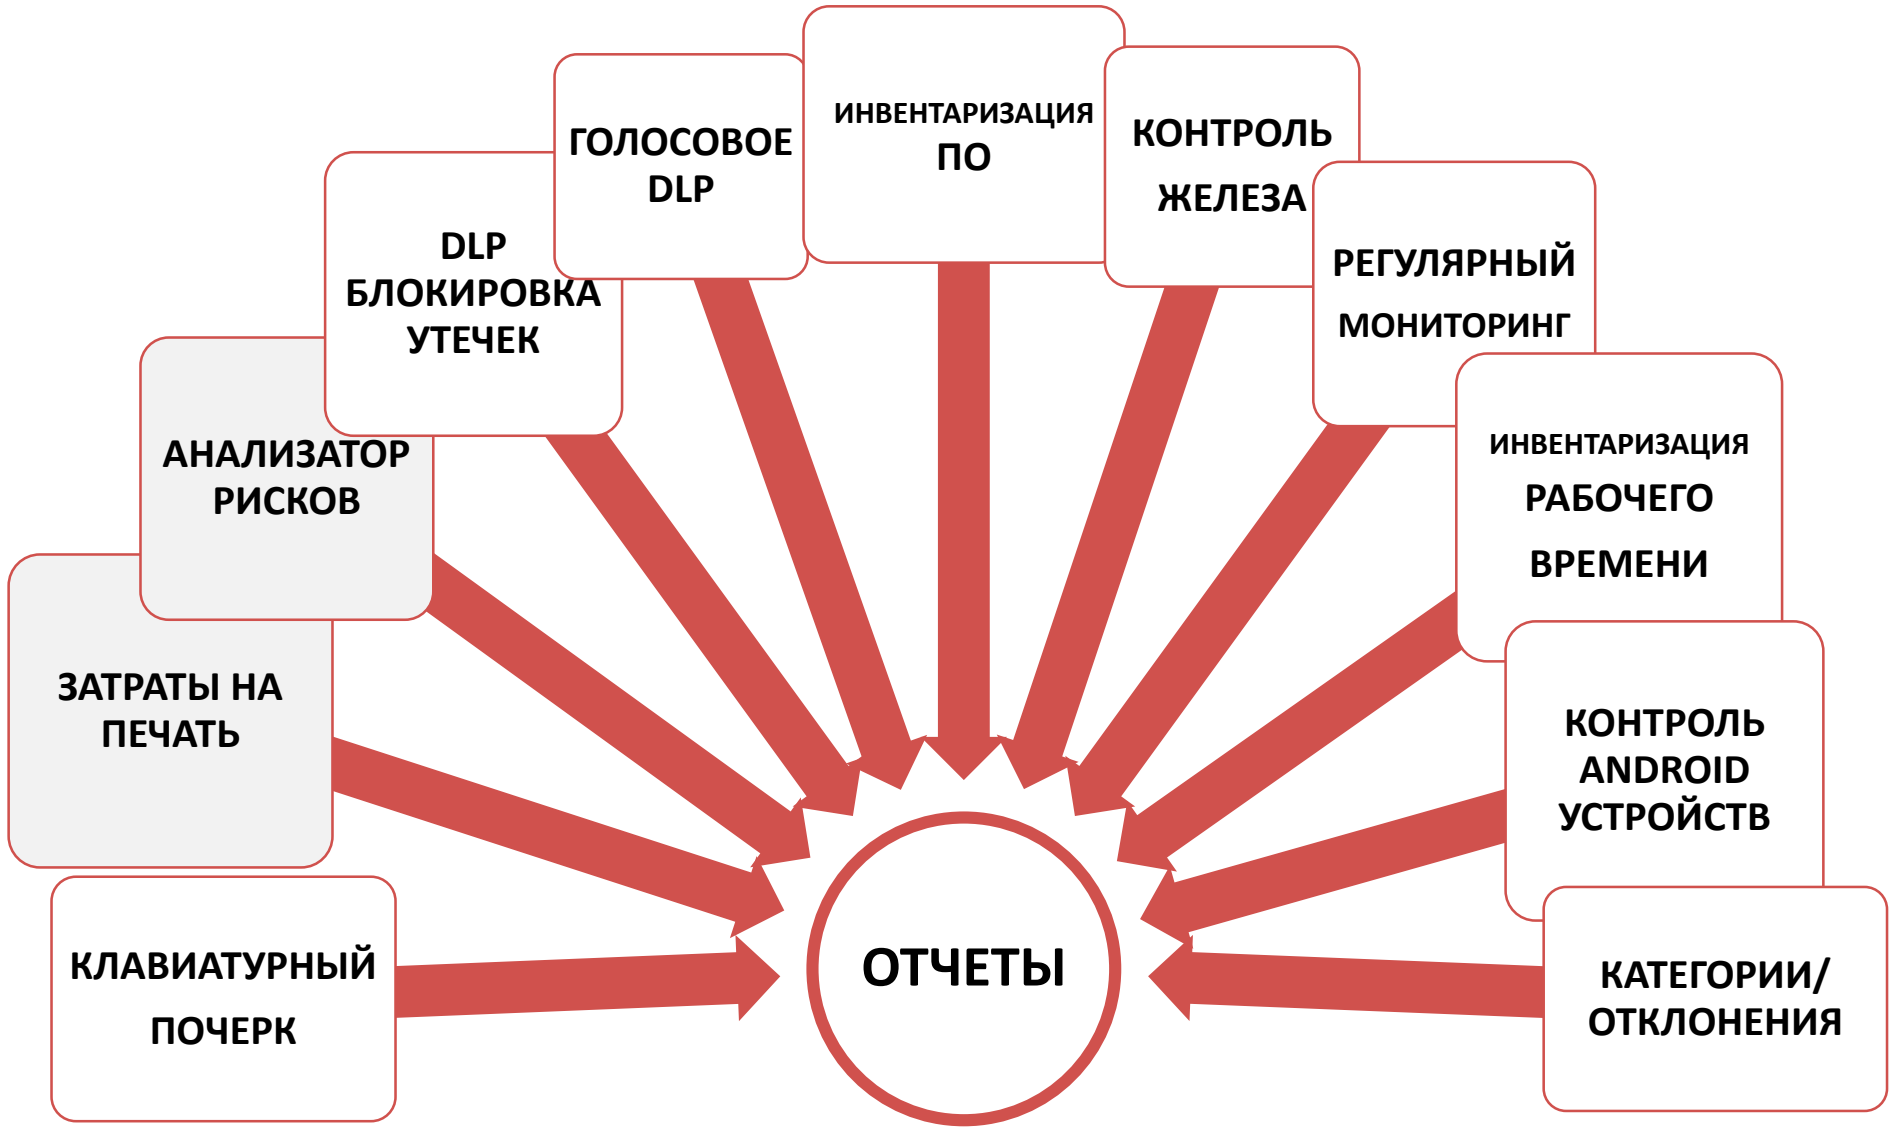 КЛАВИАТУРНЫЙ
ПОЧЕРК
ЗАТРАТЫ НА
ПЕЧАТЬ
АНАЛИЗАТОР
РИСКОВ
DLP
БЛОКИРОВКА
УТЕЧЕК
ГОЛОСОВОЕ
DLP
ИНВЕНТАРИЗАЦИЯ
ПО
КОНТРОЛЬ
ЖЕЛЕЗА
РЕГУЛЯРНЫЙ
МОНИТОРИНГ
ИНВЕНТАРИЗАЦИЯ
РАБОЧЕГО
ВРЕМЕНИ
КОНТРОЛЬ
ANDROID
УСТРОЙСТВ
КАТЕГОРИИ/
ОТКЛОНЕНИЯ
ОТЧЕТЫ